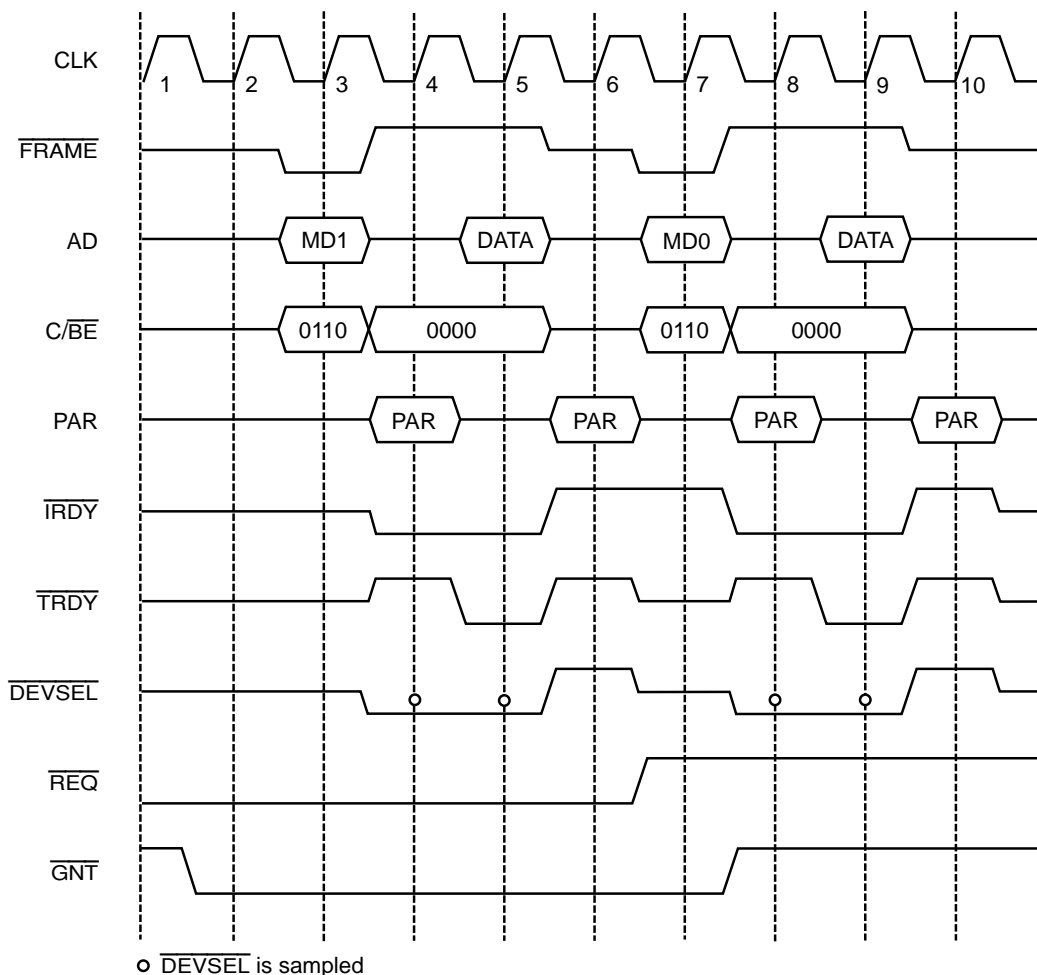 CLK
1 2 3 4 5 6 7 8 9 10
FRAME
AD
MD1 DATA MD0 DATA
C/BE
0110 0000 0110 0000
PAR
PAR PAR PAR PAR
IRDY
TRDY
DEVSEL
REQ
GNT
DEVSEL is sampled